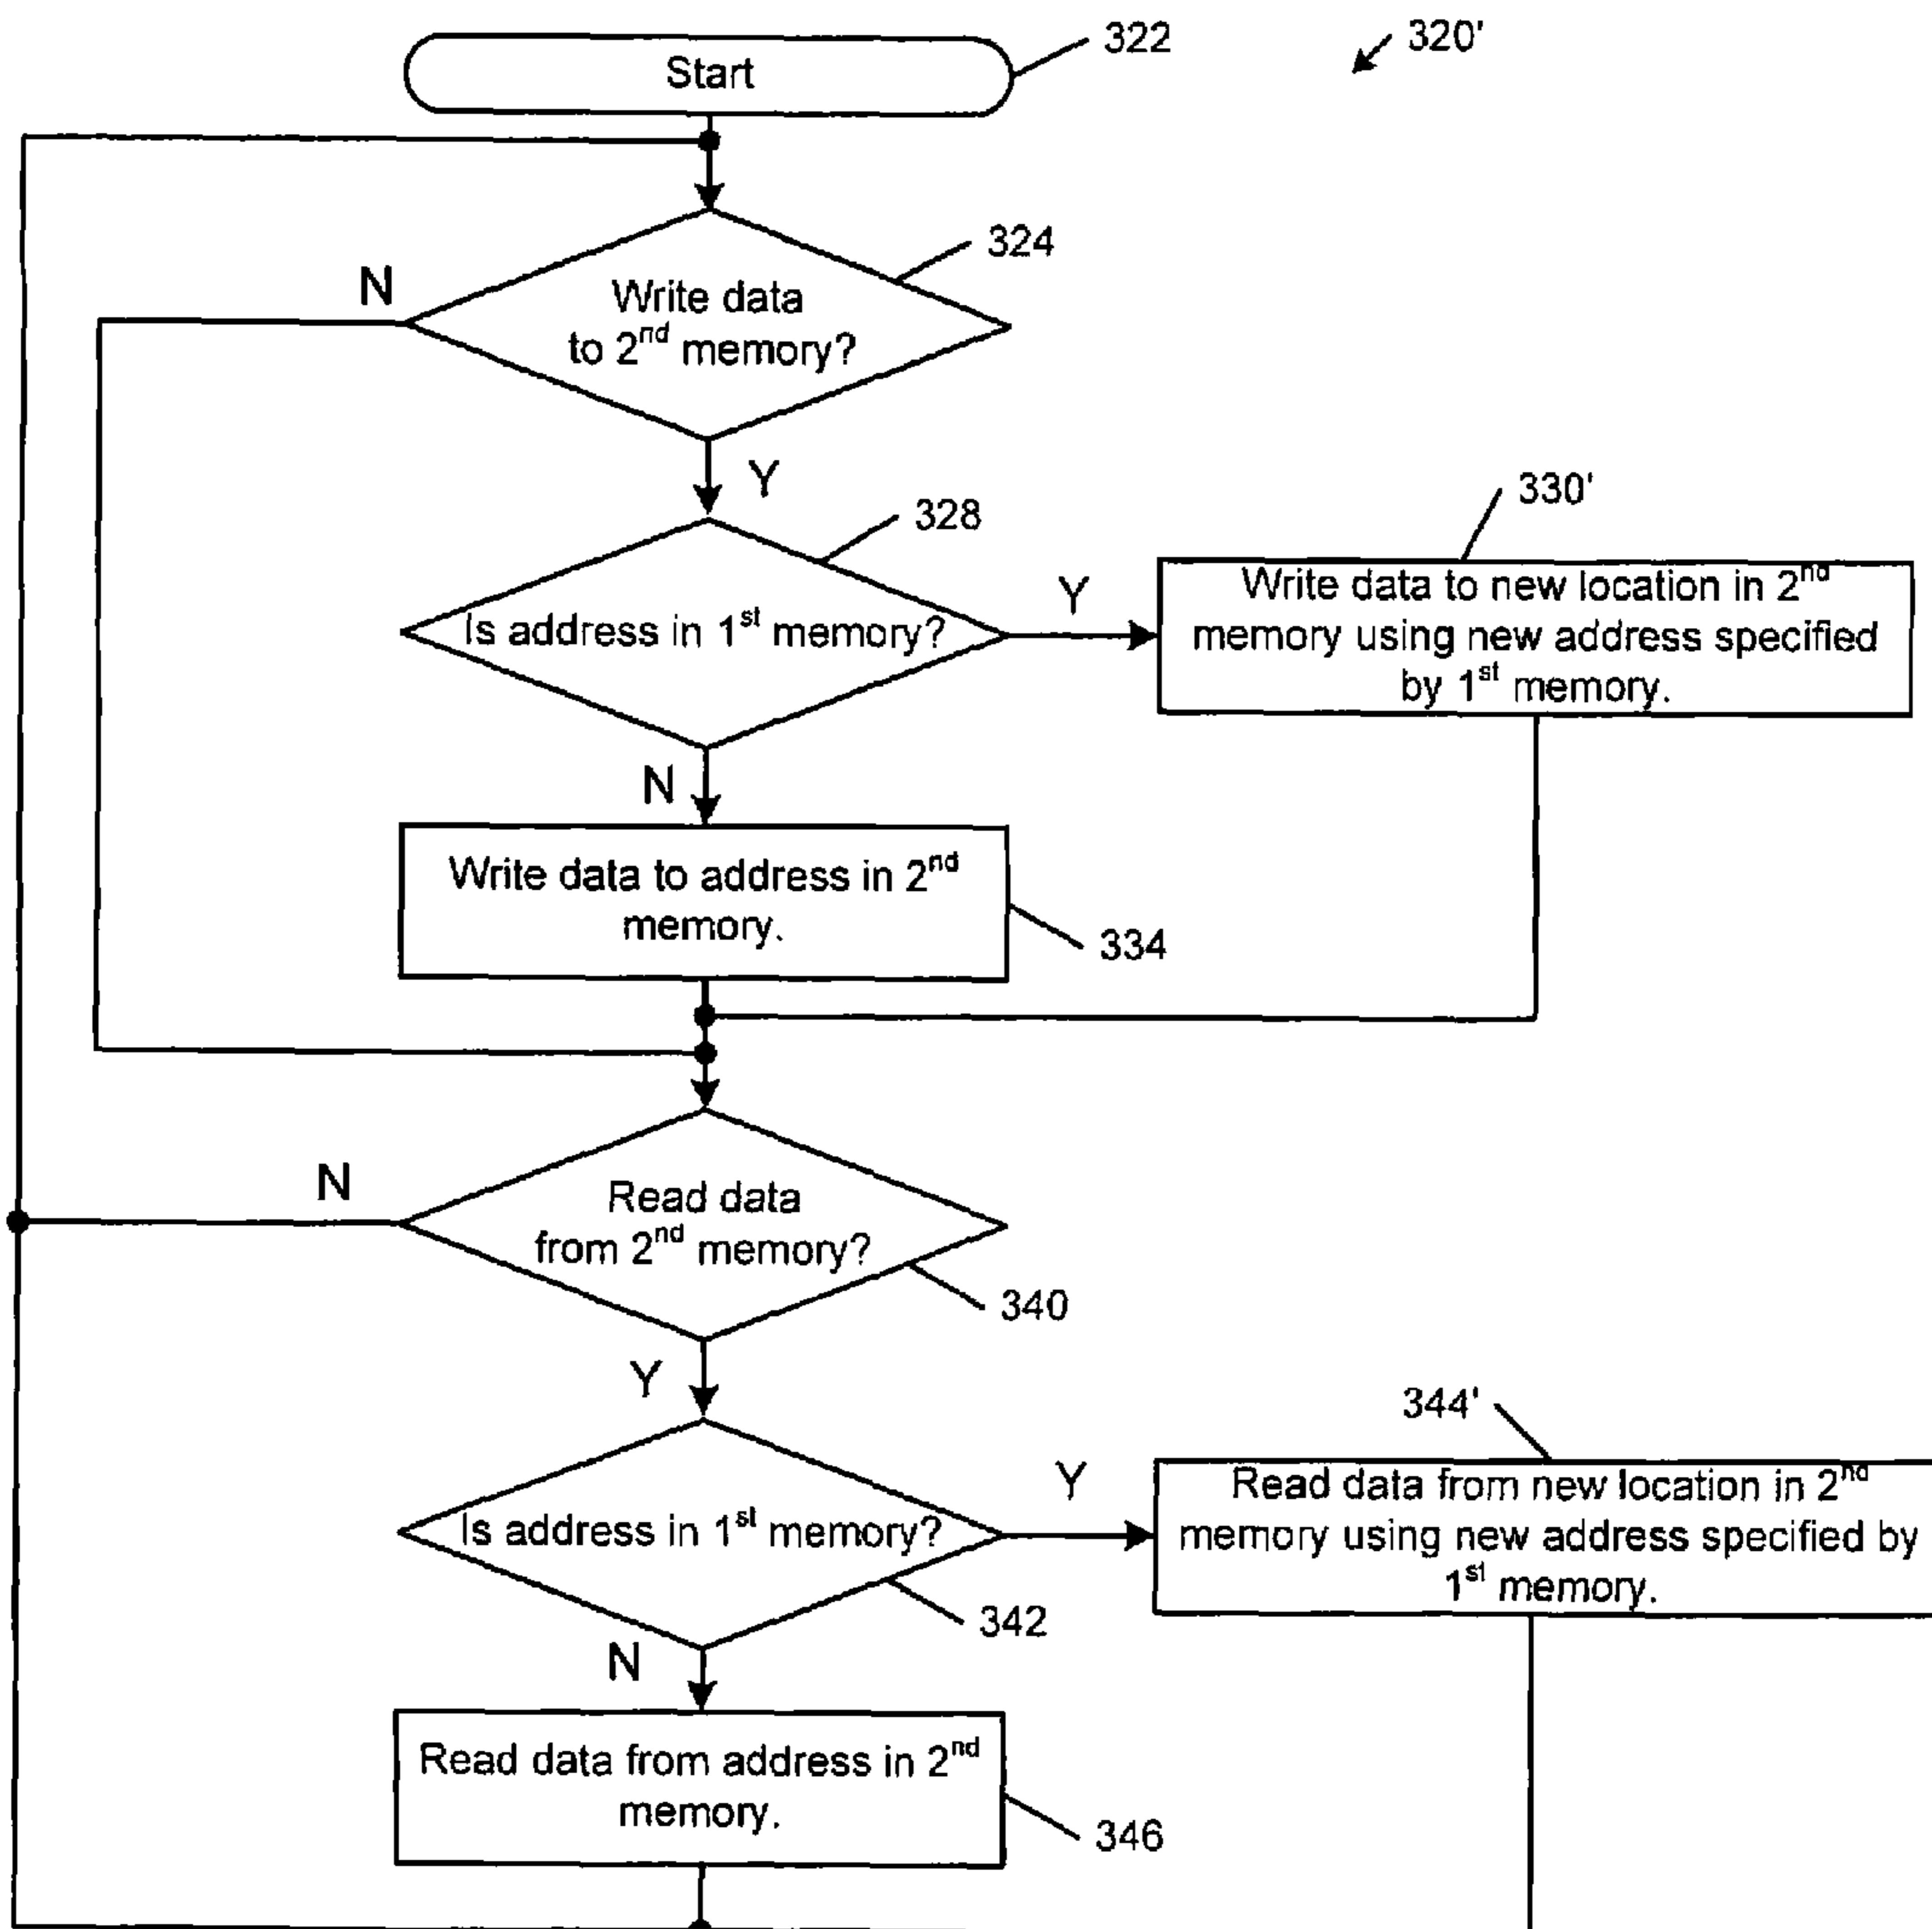 Start
322
320'
324
N
Write data
to 2nd memory?
Y
330'
328
Is address in 1st memory?
Y
Write data to new location in 2nd
memory using new address specified
by 1st memory.
N
Write data to address in 2nd
memory.
334
N
Read data
from 2nd memory?
340
Y
344'
Is address in 1st memory?
Y
Read data from new location in 2nd
memory using new address specified by
1st memory.
342
N
Read data from address in 2nd
memory.
346